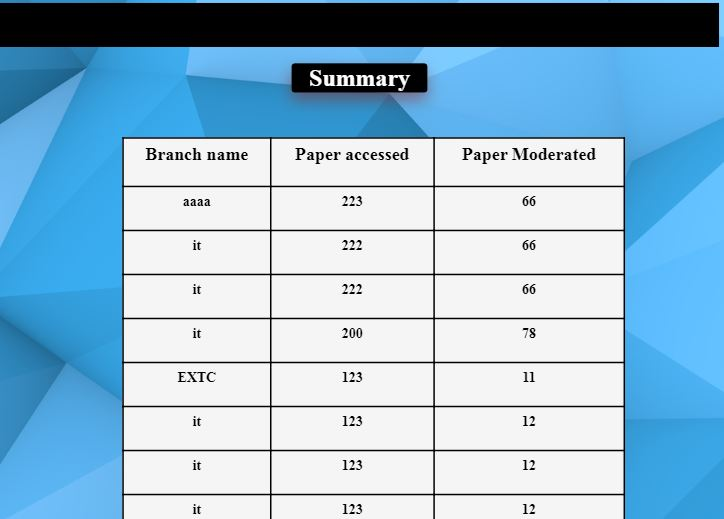 Summary
Branch name Paper accessed Paper Moderated
aaaa 223 66
it 222 66
it 222 66
it 200 78
EXTC 123 11
it 123 12
it 123 12
it 123 12